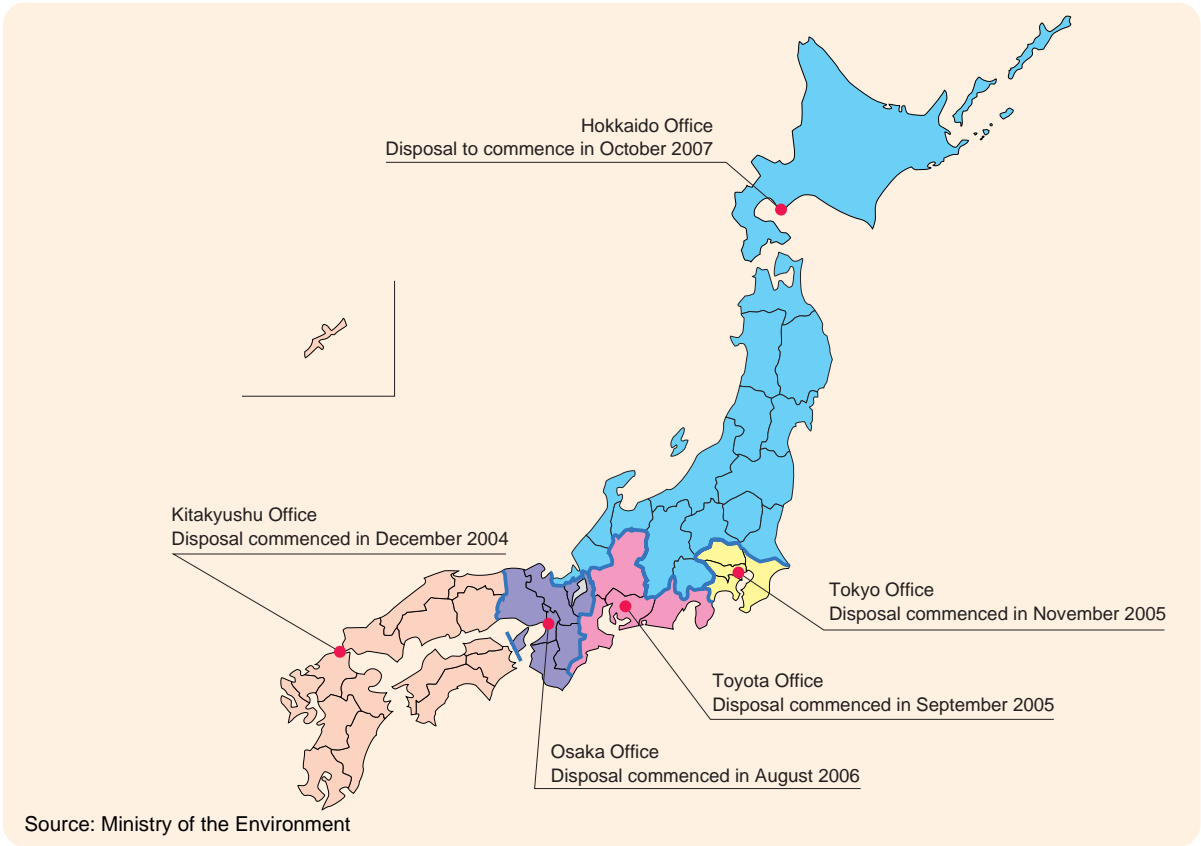 Hokkaido Office
Disposal to commence in October 2007
Kitakyushu Office
Disposal commenced in December 2004
Tokyo Office
Disposal commenced in November 2005
Toyota Office
Disposal commenced in September 2005
Osaka Office
Disposal commenced in August 2006
Source: Ministry of the Environment